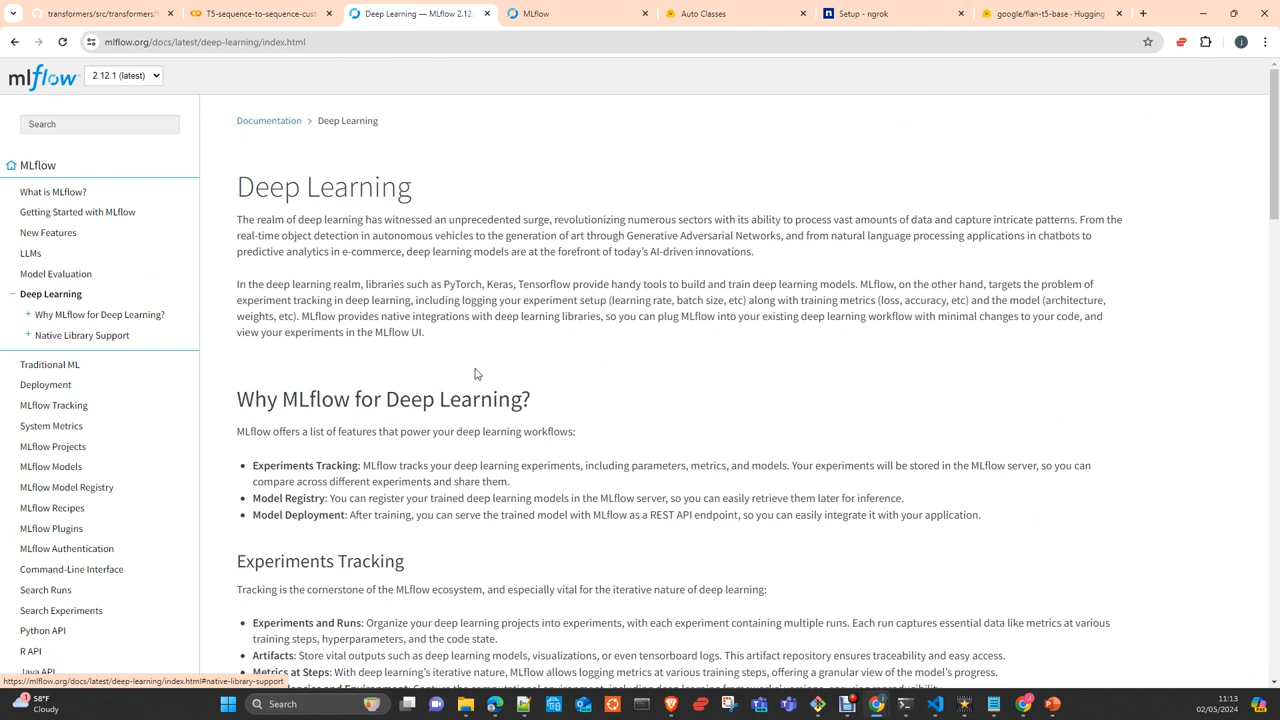 transformers/src/transformers/
T5-sequence-to-sequence-cust
Deep Learning — MLflow 2.12.
MLflow
Auto Classes
Setup - ngrok
google/flan-t5-base · Hugging
mlflow.org/docs/latest/deep-learning/index.html
mlflow
2.12.1 (latest)
Search
MLflow
What is MLflow?
Getting Started with MLflow
New Features
LLMs
Model Evaluation
Deep Learning
Why MLflow for Deep Learning?
Native Library Support
Traditional ML
Deployment
MLflow Tracking
System Metrics
MLflow Projects
MLflow Models
MLflow Model Registry
MLflow Recipes
MLflow Plugins
MLflow Authentication
Command-Line Interface
Search Runs
Search Experiments
Python API
R API
Java API
Documentation > Deep Learning
Deep Learning
The realm of deep learning has witnessed an unprecedented surge, revolutionizing numerous sectors with its ability to process vast amounts of data and capture intricate patterns. From the
real-time object detection in autonomous vehicles to the generation of art through Generative Adversarial Networks, and from natural language processing applications in chatbots to
predictive analytics in e-commerce, deep learning models are at the forefront of today's AI-driven innovations.
In the deep learning realm, libraries such as PyTorch, Keras, Tensorflow provide handy tools to build and train deep learning models. MLflow, on the other hand, targets the problem of
experiment tracking in deep learning, including logging your experiment setup (learning rate, batch size, etc) along with training metrics (loss, accuracy, etc) and the model (architecture,
weights, etc). MLflow provides native integrations with deep learning libraries, so you can plug MLflow into your existing deep learning workflow with minimal changes to your code, and
view your experiments in the MLflow UI.
Why MLflow for Deep Learning?
MLflow offers a list of features that power your deep learning workflows:
• Experiments Tracking: MLflow tracks your deep learning experiments, including parameters, metrics, and models. Your experiments will be stored in the MLflow server, so you can
compare across different experiments and share them.
• Model Registry: You can register your trained deep learning models in the MLflow server, so you can easily retrieve them later for inference.
• Model Deployment: After training, you can serve the trained model with MLflow as a REST API endpoint, so you can easily integrate it with your application.
Experiments Tracking
Tracking is the cornerstone of the MLflow ecosystem, and especially vital for the iterative nature of deep learning:
• Experiments and Runs: Organize your deep learning projects into experiments, with each experiment containing multiple runs. Each run captures essential data like metrics at various
training steps, hyperparameters, and the code state.
• Artifacts: Store vital outputs such as deep learning models, visualizations, or even tensorboard logs. This artifact repository ensures traceability and easy access.
Metrics at Steps: With deep learning's iterative nature, MLflow allows logging metrics at various training steps, offering a granular view of the model's progress.
https://mlflow.org/docs/latest/deep-learning/index.html#native-library-support
58°F
Cloudy
Search
11:13
02/05/2024